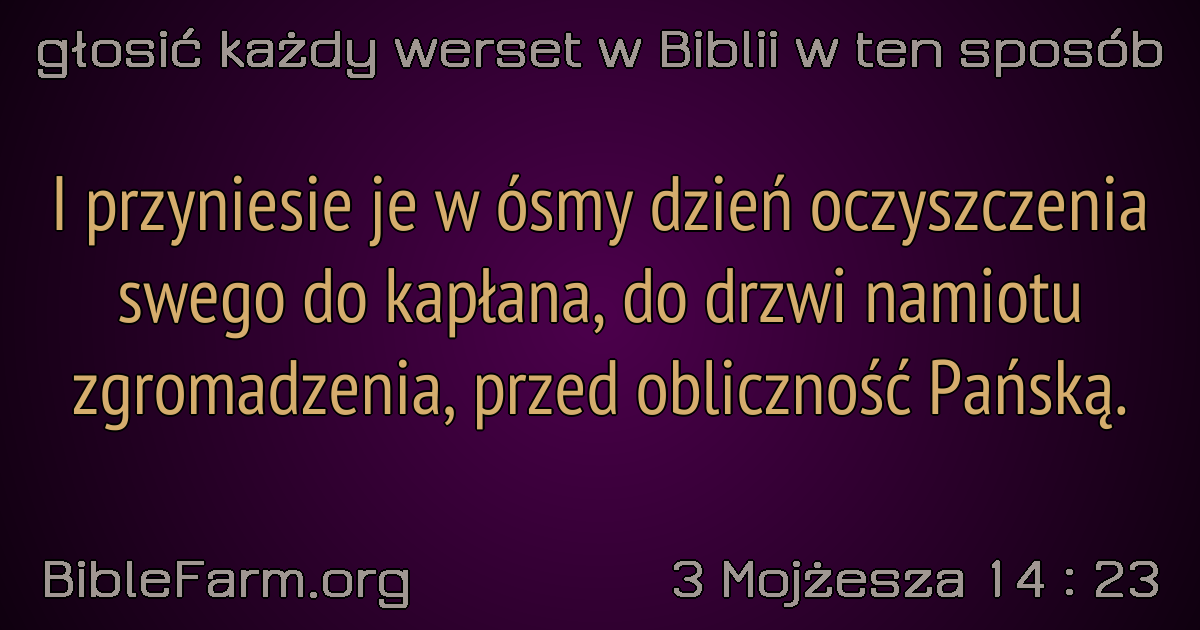 głosić każdy werset w Biblii w ten sposób
I przyniesie je w ósmy dzień oczyszczenia
swego do kapłana, do drzwi namiotu
zgromadzenia, przed obliczność Pańską.
BibleFarm.org
3 Mojżesza 14 : 23